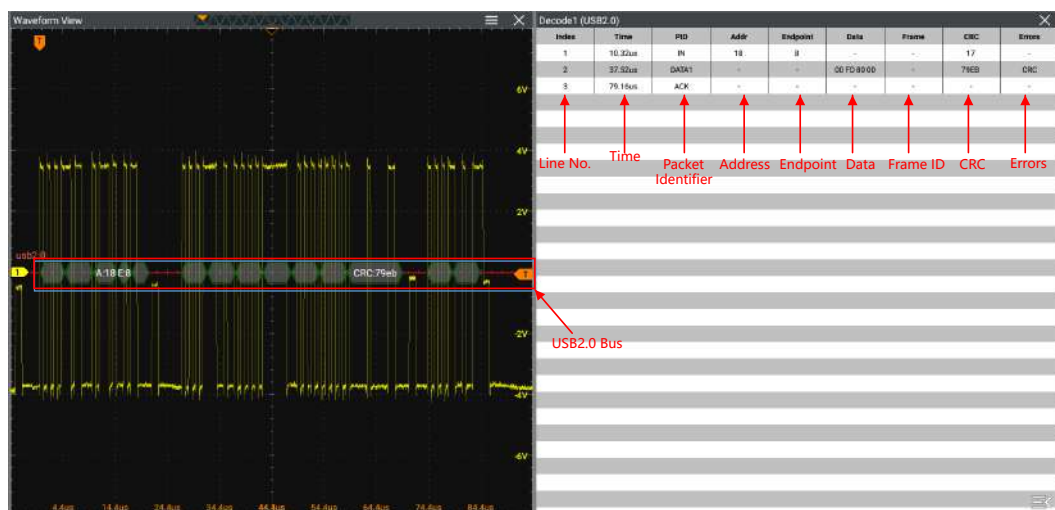 Waveform View
Decode1 (USB2.0)
Index Time PID Addr Endpoint Data Frame CRC Errors
1 10.32us IN 18 8 - - 17 -
2 37.52us DATA1 - - 00 FD 80 00 - 79EB CRC
3 79.16us ACK - - - - - -
Line No. Time Packet Identifier Address Endpoint Data Frame ID CRC Errors
T
6V
4V
2V
usb2.0
1
A:18 E:8
CRC:79eb
T
USB2.0 Bus
-2V
-4V
-6V
4.4us 14.4us 24.4us 34.4us 44.4us 54.4us 64.4us 74.4us 84.4us